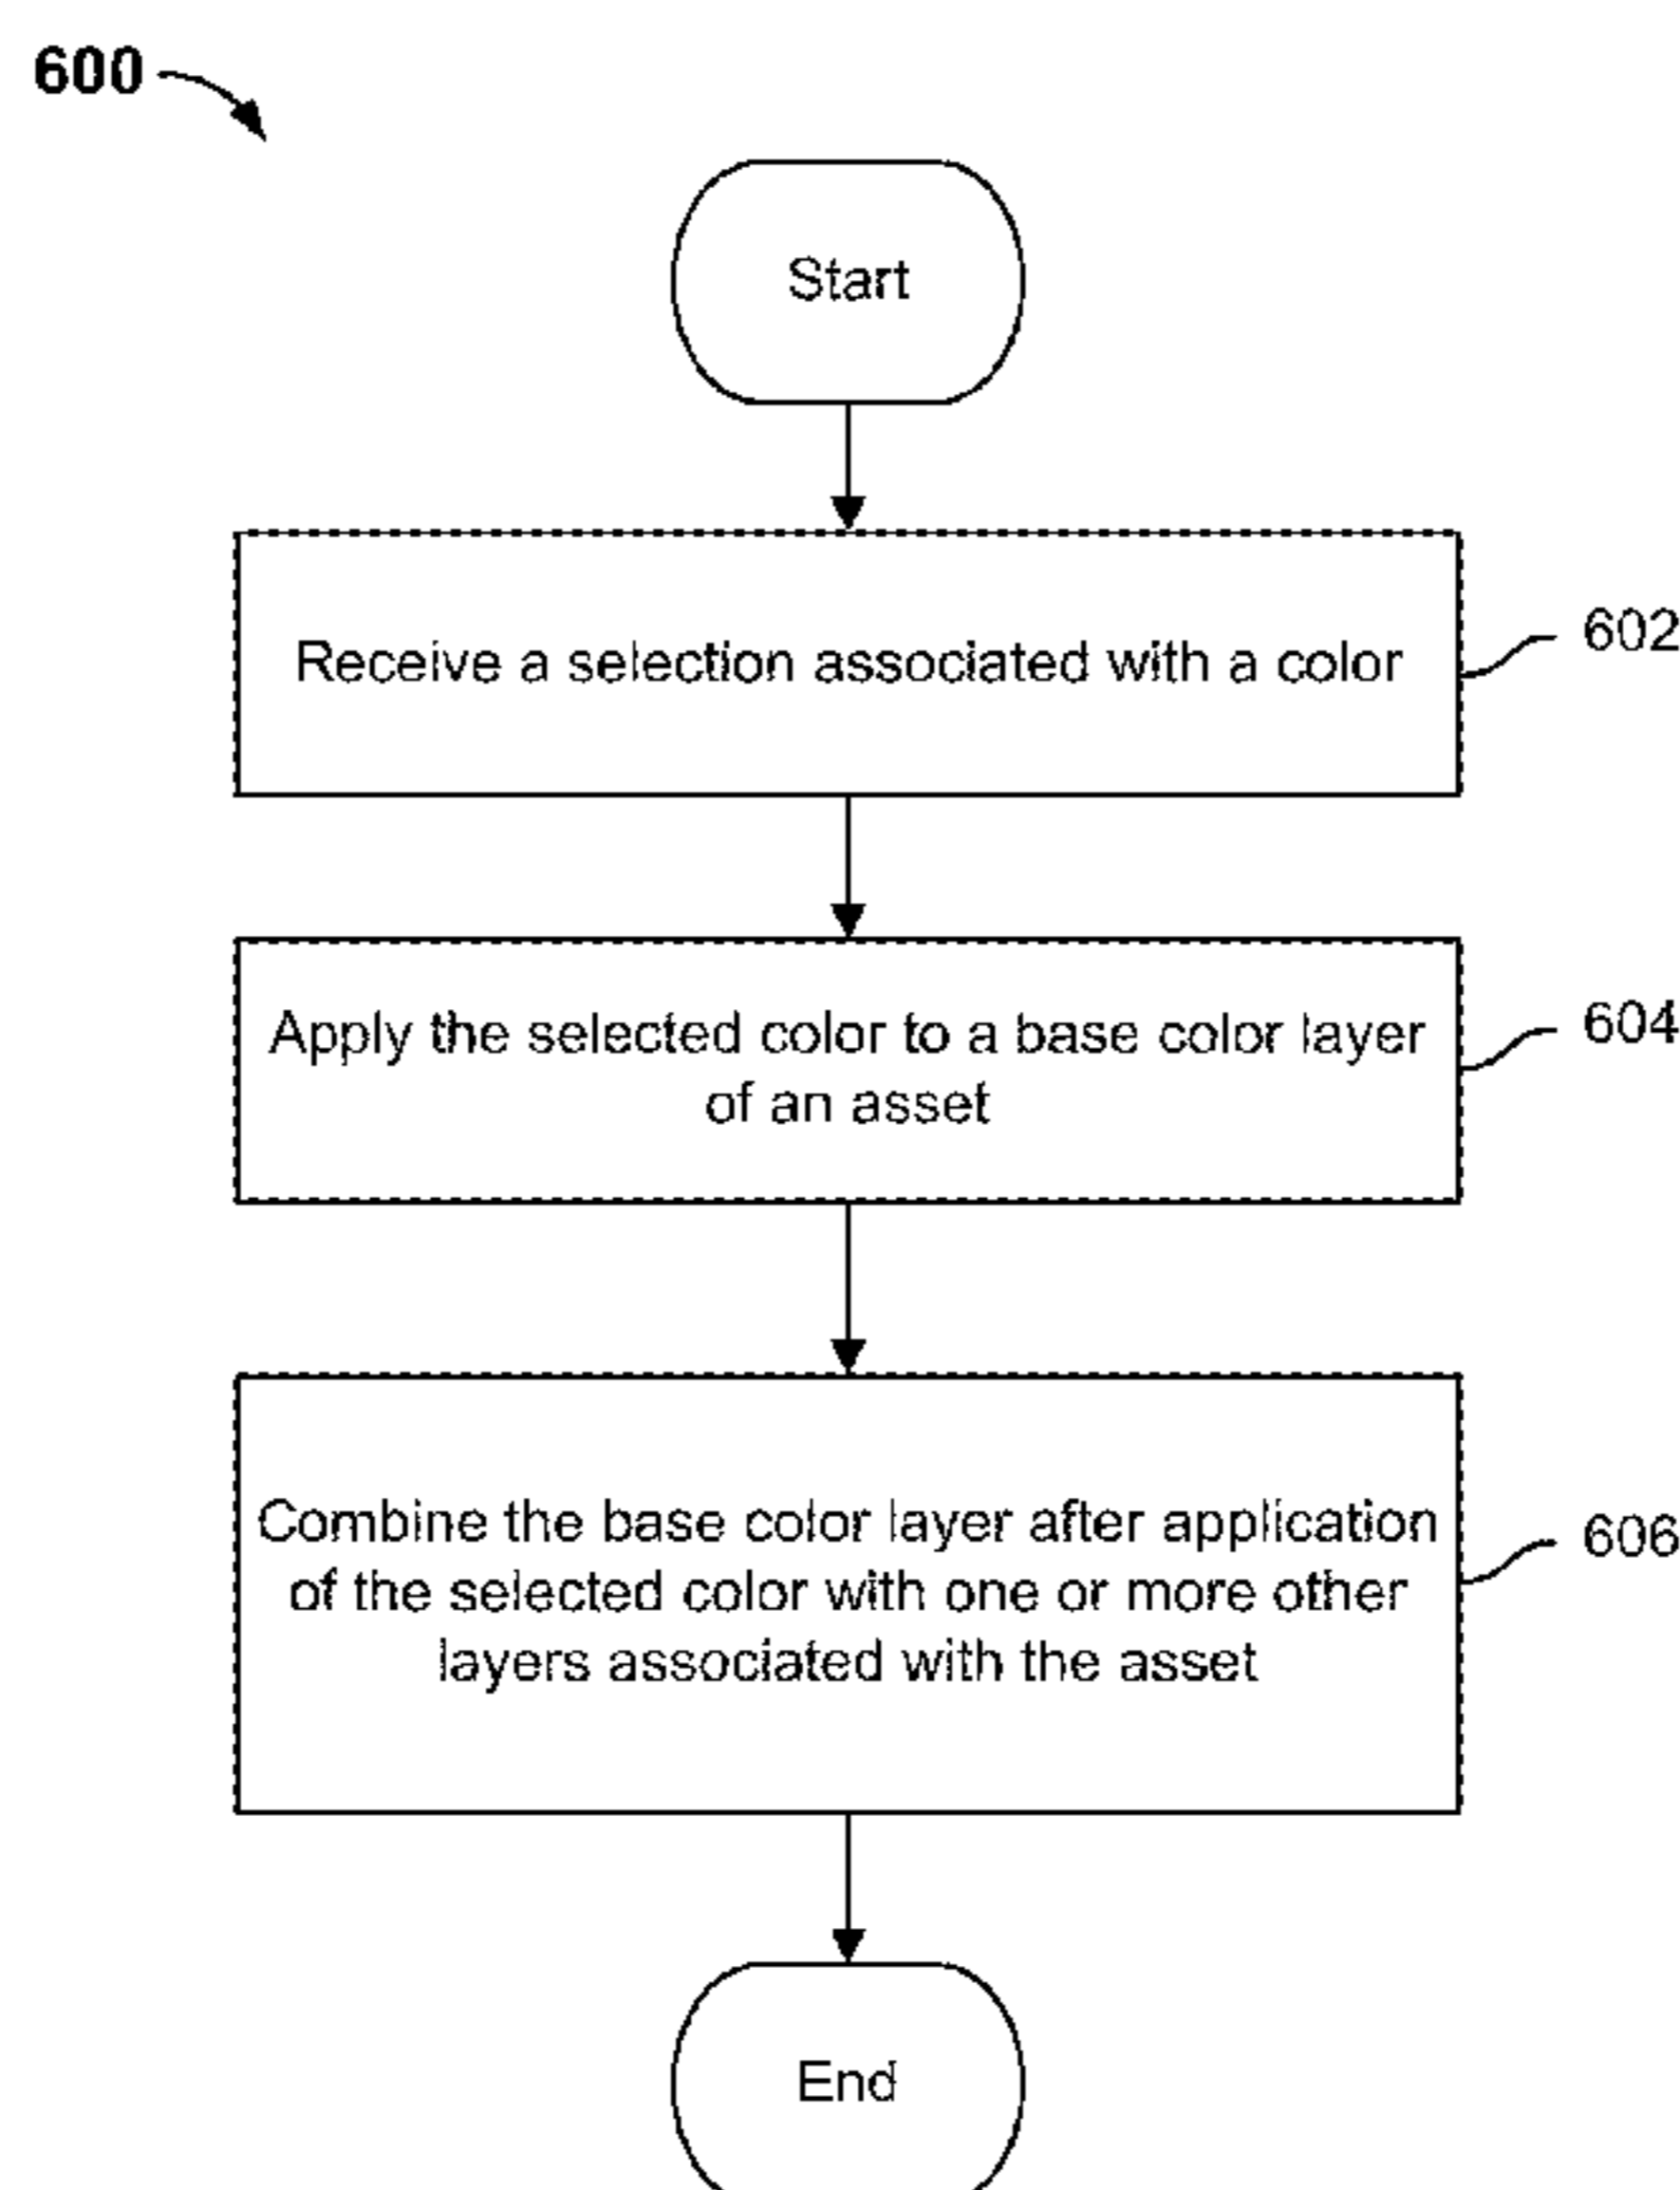 600
Start
Receive a selection associated with a color
602
Apply the selected color to a base color layer
of an asset
604
Combine the base color layer after application
of the selected color with one or more other
layers associated with the asset
606
End